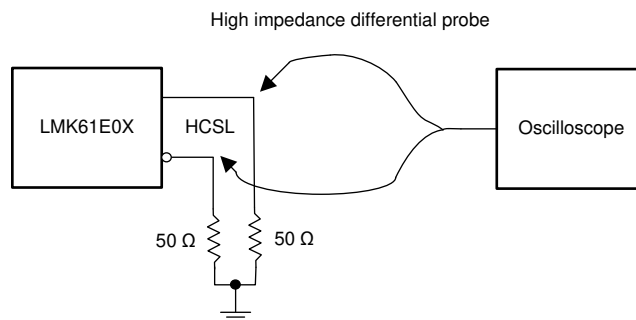 High impedance differential probe
LMK61E0X
HCSL
Oscilloscope
50 Ω
50 Ω